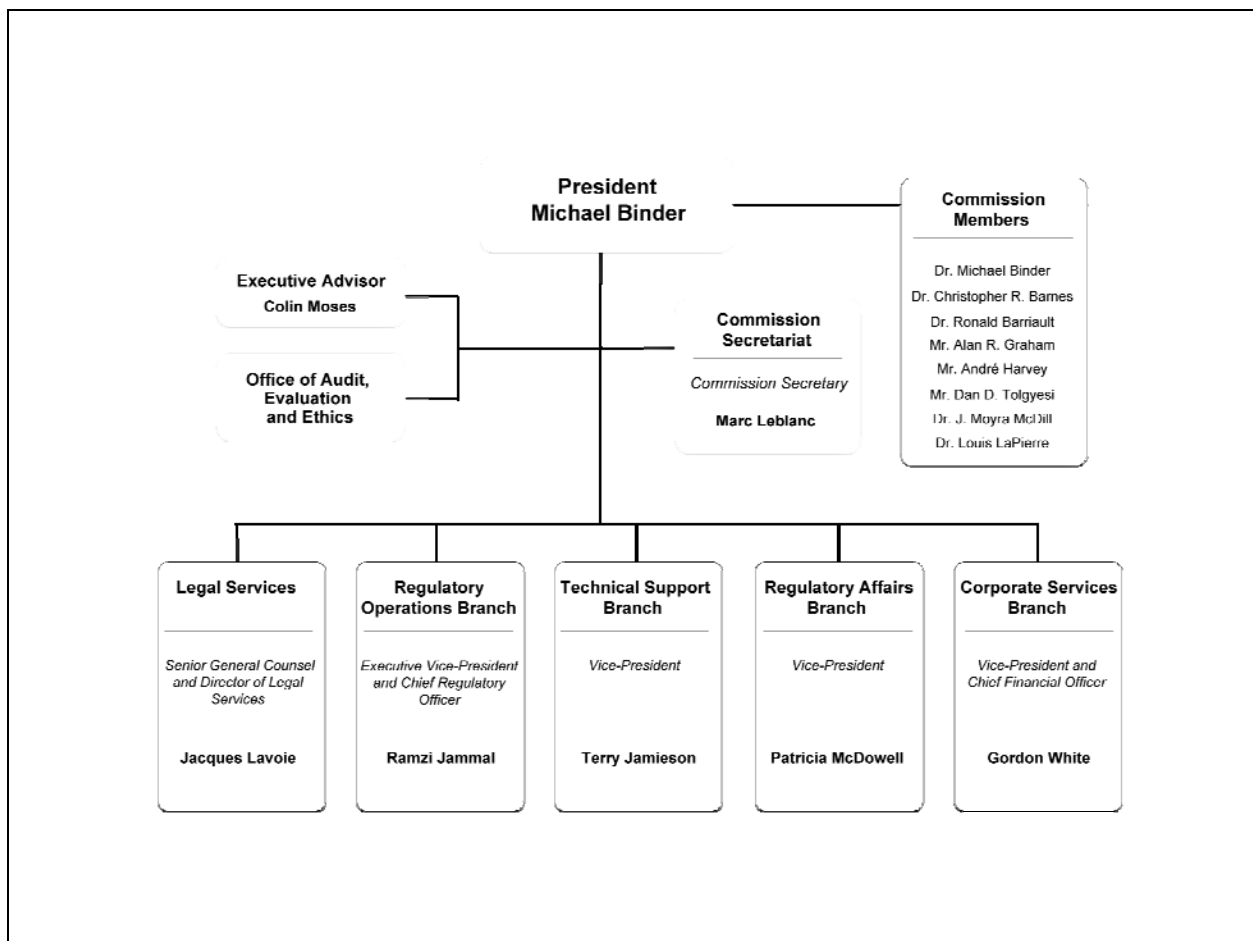 President
Michael Binder
Commission
Members
Dr. Michael Binder
Dr. Christopher R. Barnes
Dr. Ronald Barriault
Mr. Alan R. Graham
Mr. André Harvey
Mr. Dan D. Tolgyesi
Dr. J. Moyra McDill
Dr. Louis LaPierre
Executive Advisor
Colin Moses
Office of Audit,
Evaluation
and Ethics
Commission
Secretariat
Commission Secretary
Marc Leblanc
Legal Services
Senior General Counsel
and Director of Legal
Services
Jacques Lavoie
Regulatory
Operations Branch
Executive Vice-President
and Chief Regulatory
Officer
Ramzi Jammal
Technical Support
Branch
Vice-President
Terry Jamieson
Regulatory Affairs
Branch
Vice-President
Patricia McDowell
Corporate Services
Branch
Vice-President and
Chief Financial Officer
Gordon White